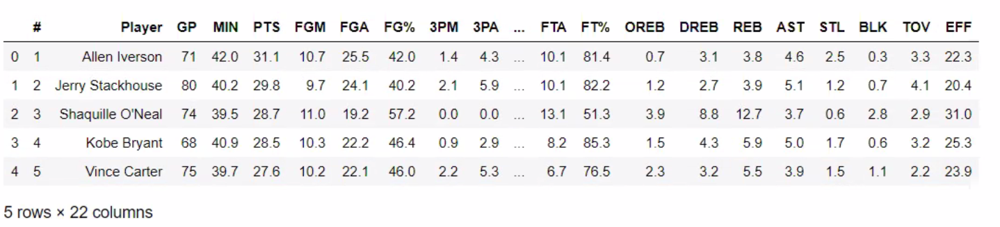 # Player GP MIN PTS FGM FGA FG% 3PM 3PA ... FTA FT% OREB DREB REB AST STL BLK TOV EFF
0 1 Allen Iverson 71 42.0 31.1 10.7 25.5 42.0 1.4 4.3 ... 10.1 81.4 0.7 3.1 3.8 4.6 2.5 0.3 3.3 22.3
1 2 Jerry Stackhouse 80 40.2 29.8 9.7 24.1 40.2 2.1 5.9 ... 10.1 82.2 1.2 2.7 3.9 5.1 1.2 0.7 4.1 20.4
2 3 Shaquille O'Neal 74 39.5 28.7 11.0 19.2 57.2 0.0 0.0 ... 13.1 51.3 3.9 8.8 12.7 3.7 0.6 2.8 2.9 31.0
3 4 Kobe Bryant 68 40.9 28.5 10.3 22.2 46.4 0.9 2.9 ... 8.2 85.3 1.5 4.3 5.9 5.0 1.7 0.6 3.2 25.3
4 5 Vince Carter 75 39.7 27.6 10.2 22.1 46.0 2.2 5.3 ... 6.7 76.5 2.3 3.2 5.5 3.9 1.5 1.1 2.2 23.9
5 rows × 22 columns